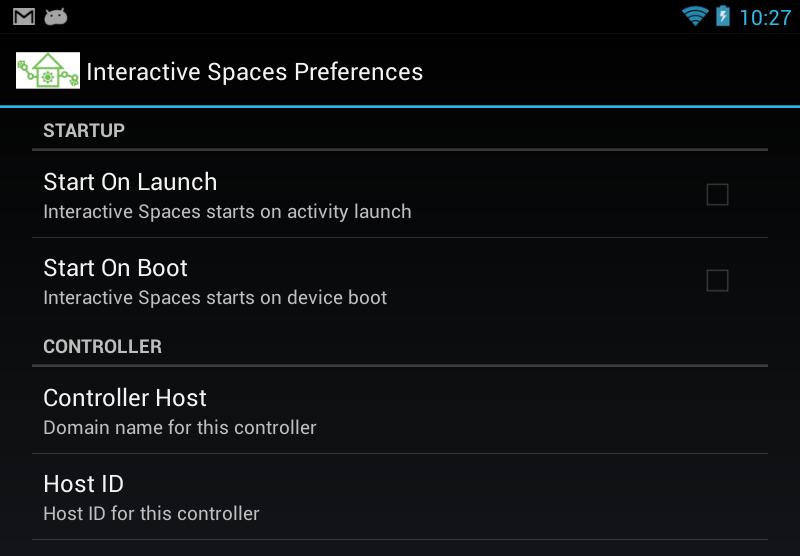 10:27
Interactive Spaces Preferences
STARTUP
Start On Launch
Interactive Spaces starts on activity launch
Start On Boot
Interactive Spaces starts on device boot
CONTROLLER
Controller Host
Domain name for this controller
Host ID
Host ID for this controller